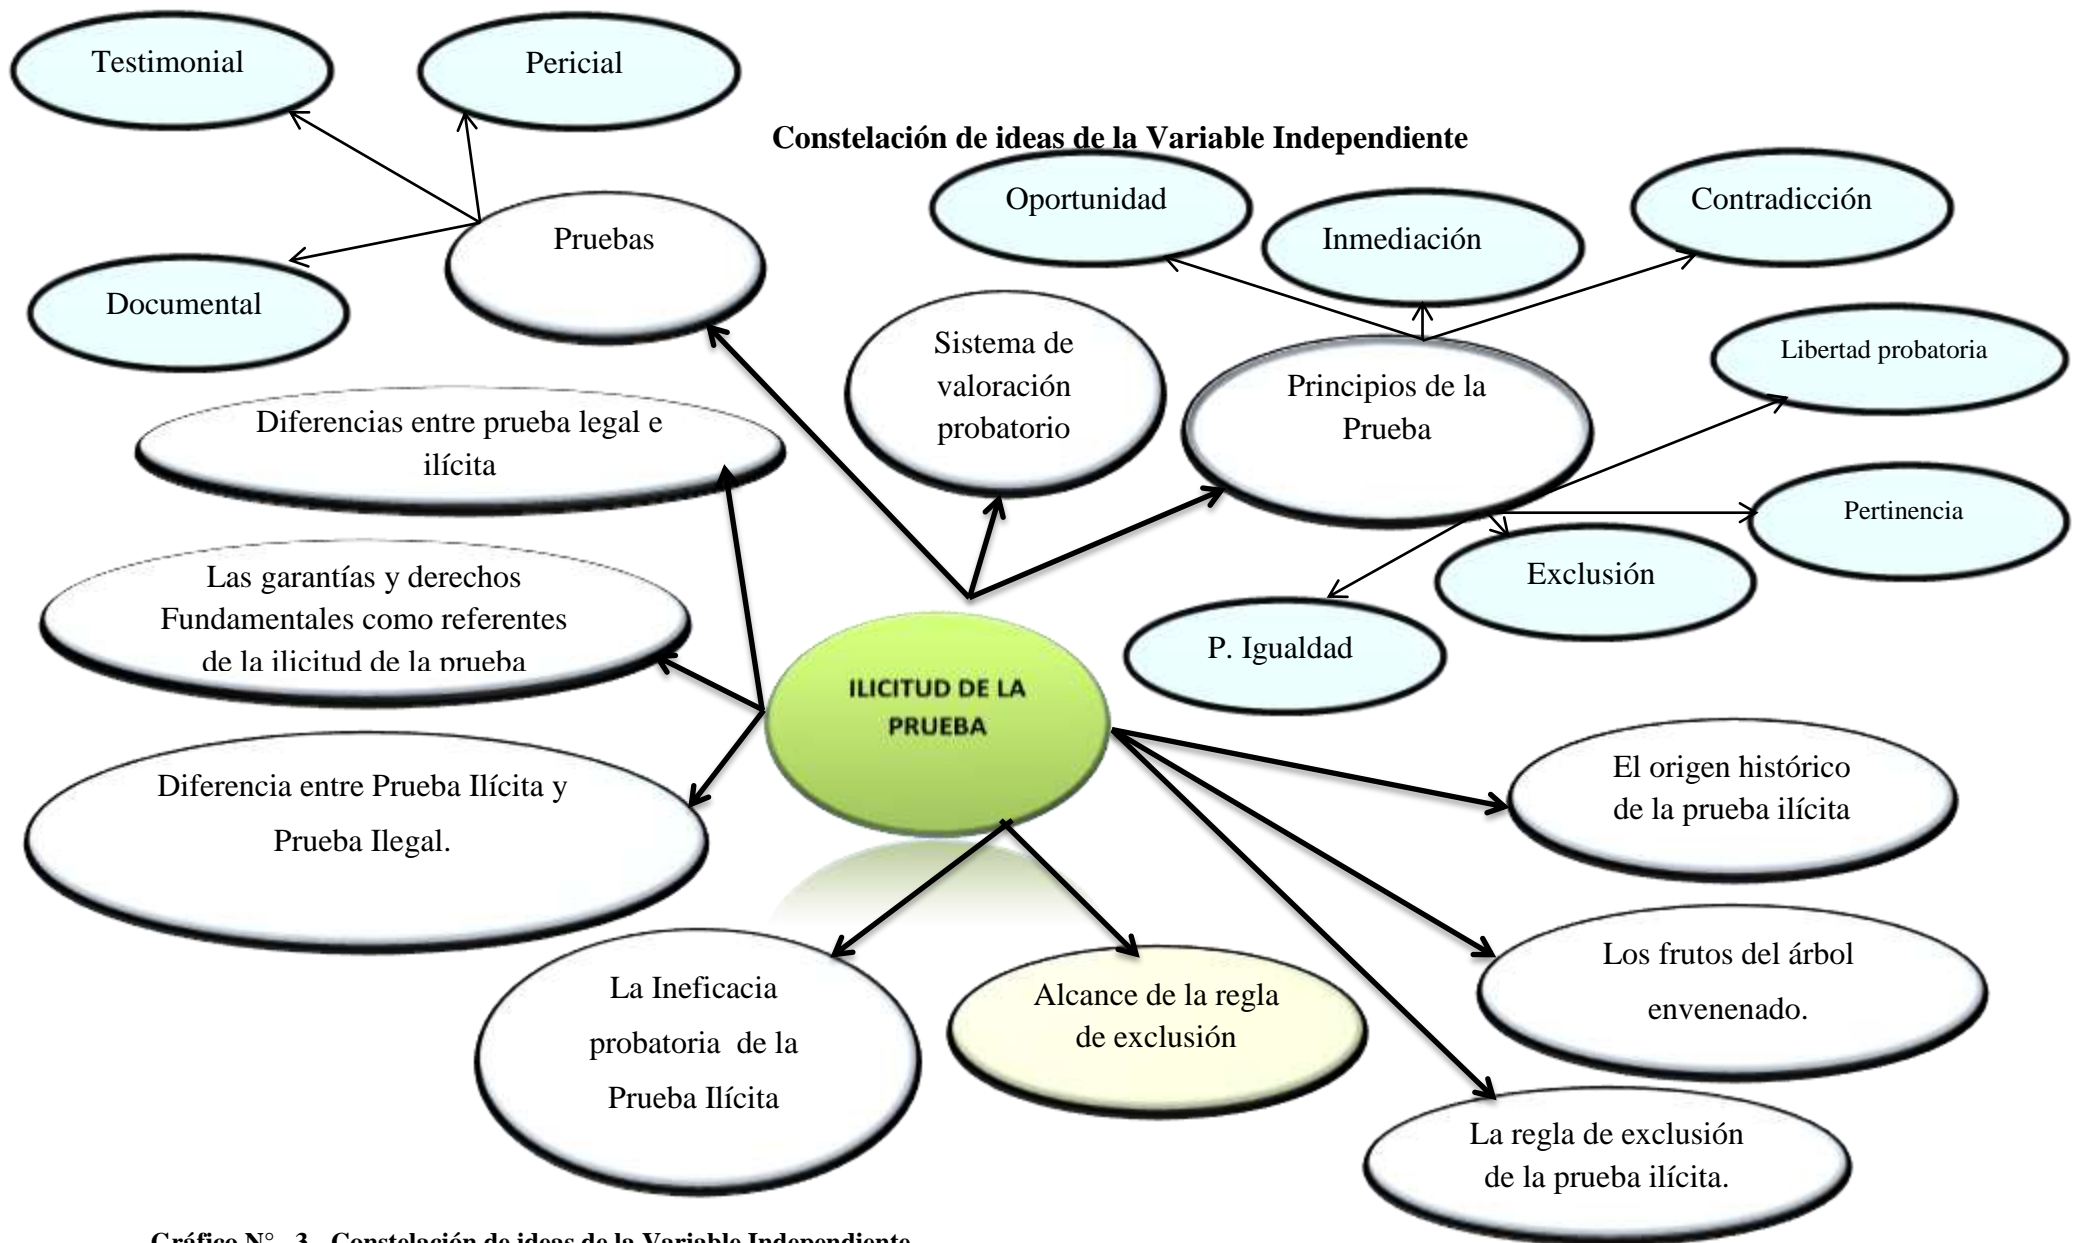 Testimonial
Pericial
Constelación de ideas de la Variable Independiente
Oportunidad
Inmediación
Contradicción
Pruebas
Documental
Sistema de
valoración
probatorio
Principios de la
Prueba
Libertad probatoria
Pertinencia
Exclusión
P. Igualdad
Diferencias entre prueba legal e
ilícita
Las garantías y derechos
Fundamentales como referentes
de la ilicitud de la prueba
ILICITUD DE LA
PRUEBA
Diferencia entre Prueba Ilícita y
Prueba Ilegal.
El origen histórico
de la prueba ilícita
Los frutos del árbol
envenenado.
La Ineficacia
probatoria de la
Prueba Ilícita
Alcance de la regla
de exclusión
La regla de exclusión
de la prueba ilícita.
Gráfico N° 3 Constelación de ideas de la Variable Independiente